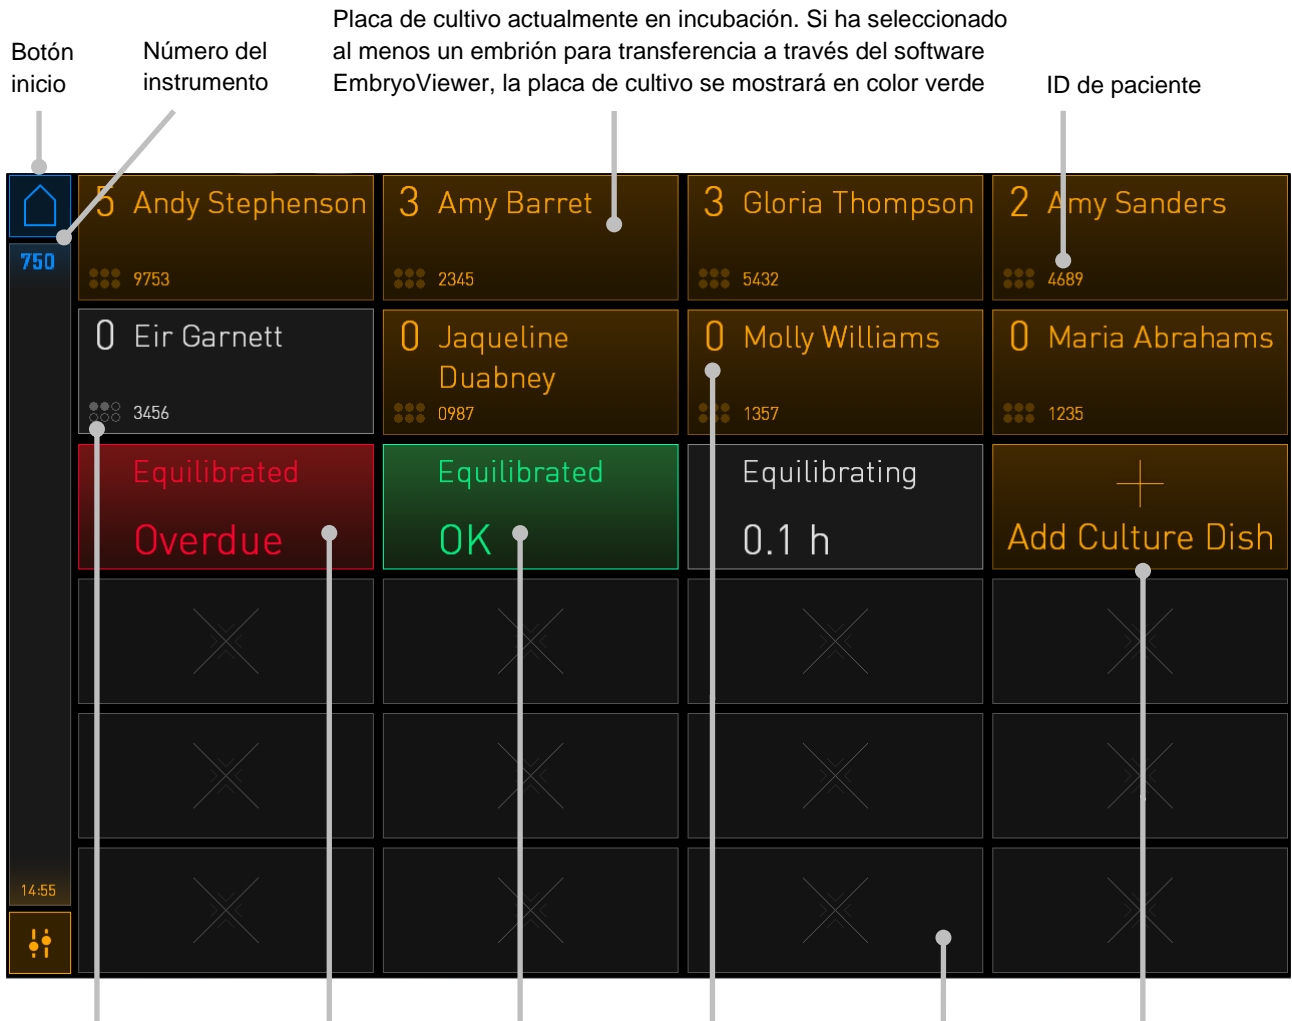 Placa de cultivo actualmente en incubación. Si ha seleccionado
al menos un embrión para transferencia a través del software
EmbryoViewer, la placa de cultivo se mostrará en color verde
Botón
inicio
Número del
instrumento
ID de paciente
5 Andy Stephenson
9753
3 Amy Barret
2345
3 Gloria Thompson
5432
2 Amy Sanders
4689
750
0 Eir Garnett
3456
0 Jaqueline
Duabney
0987
0 Molly Williams
1357
0 Maria Abrahams
1235
Equilibrated
Overdue
Equilibrated
OK
Equilibrating
0.1 h
Add Culture Dish
14:55